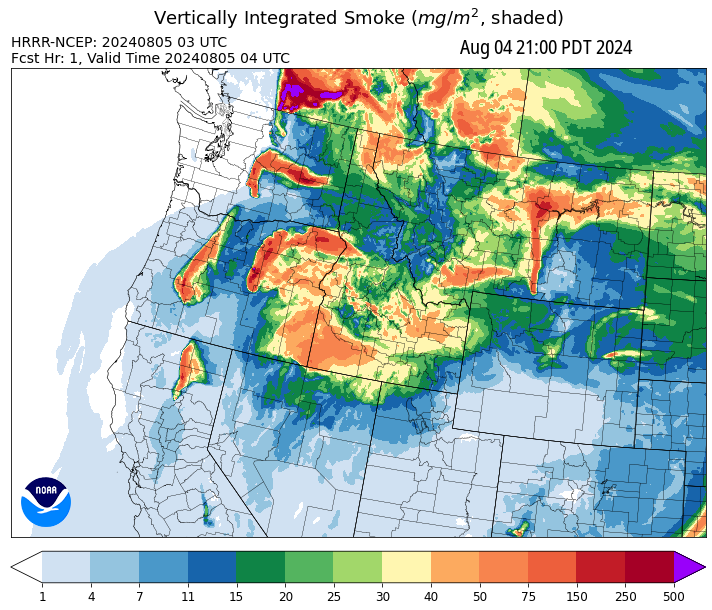 Vertically Integrated Smoke (mg/m², shaded)
HRRR-NCEP: 20240805 03 UTC
Fcst Hr: 1, Valid Time 20240805 04 UTC
Aug 04 21:00 PDT 2024
NOAA
1 4 7 11 15 20 25 30 40 50 75 150 250 500